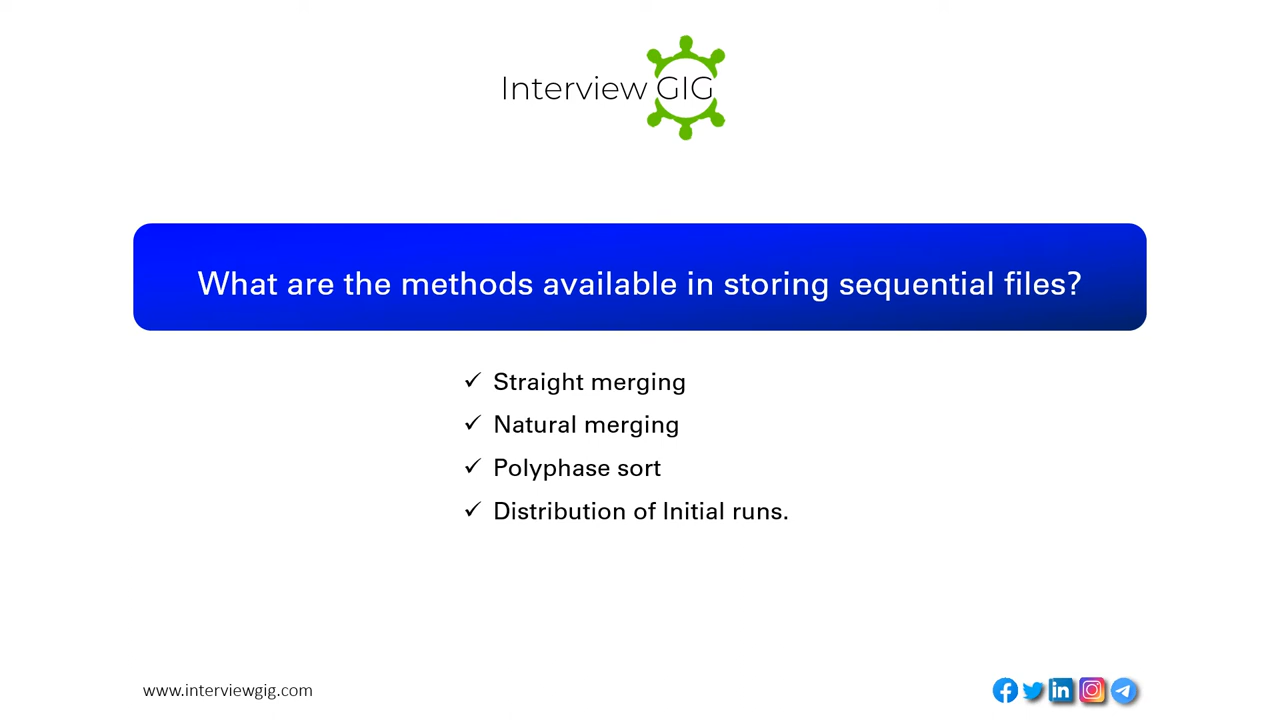 Interview GIG
What are the methods available in storing sequential files?
✓ Straight merging
✓ Natural merging
✓ Polyphase sort
✓ Distribution of Initial runs.
www.interviewgig.com